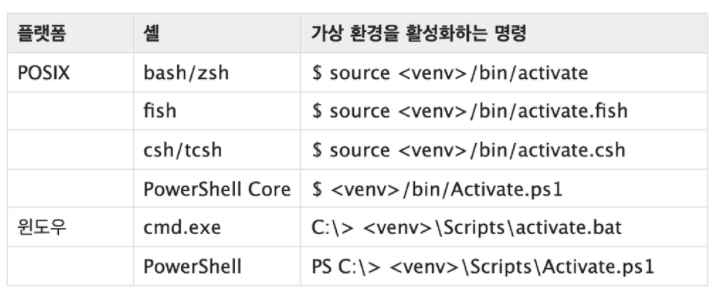 플랫폼 셸 가상 환경을 활성화하는 명령
POSIX bash/zsh $ source <venv>/bin/activate
fish $ source <venv>/bin/activate.fish
csh/tcsh $ source <venv>/bin/activate.csh
PowerShell Core $ <venv>/bin/Activate.ps1
윈도우 cmd.exe C:\> <venv>\Scripts\activate.bat
PowerShell PS C:\> <venv>\Scripts\Activate.ps1